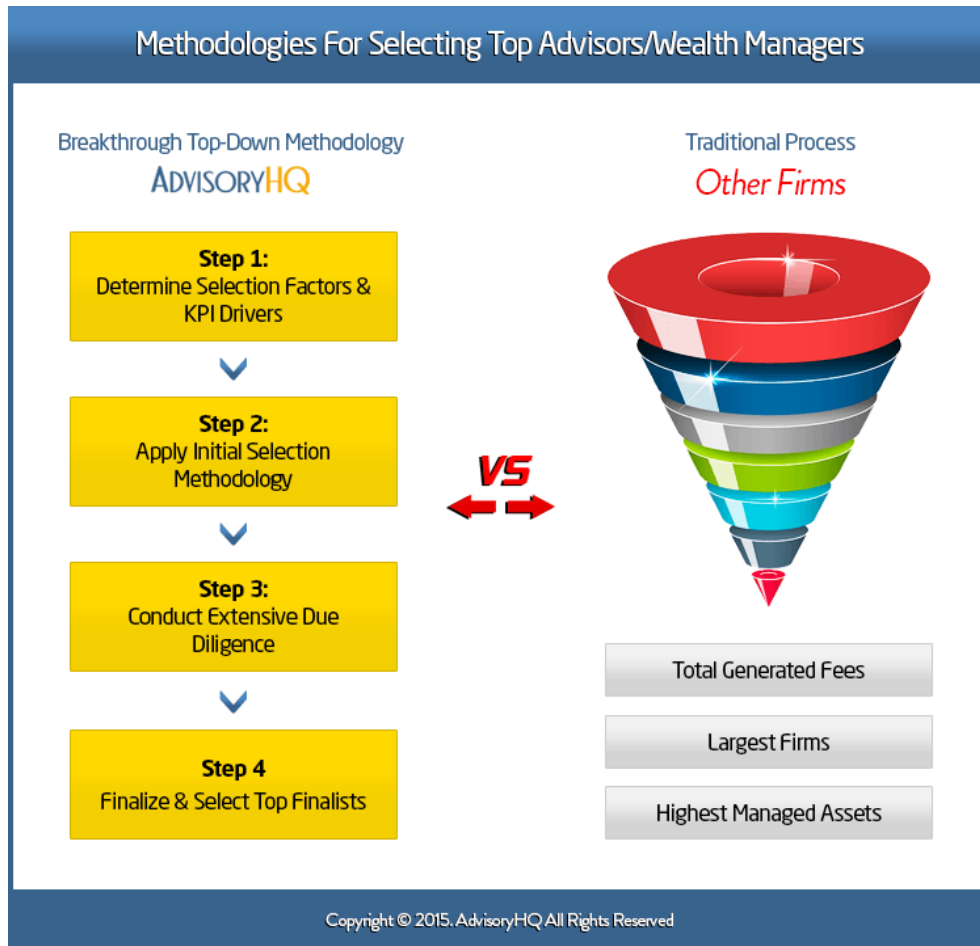 Methodologies For Selecting Top Advisors/Wealth Managers
Breakthrough Top-Down Methodology
ADVISORYHQ
Step 1:
Determine Selection Factors &
KPI Drivers
Step 2:
Apply Initial Selection
Methodology
Step 3:
Conduct Extensive Due
Diligence
Step 4
Finalize & Select Top Finalists
VS
Traditional Process
Other Firms
Total Generated Fees
Largest Firms
Highest Managed Assets
Copyright © 2015. AdvisoryHQ All Rights Reserved